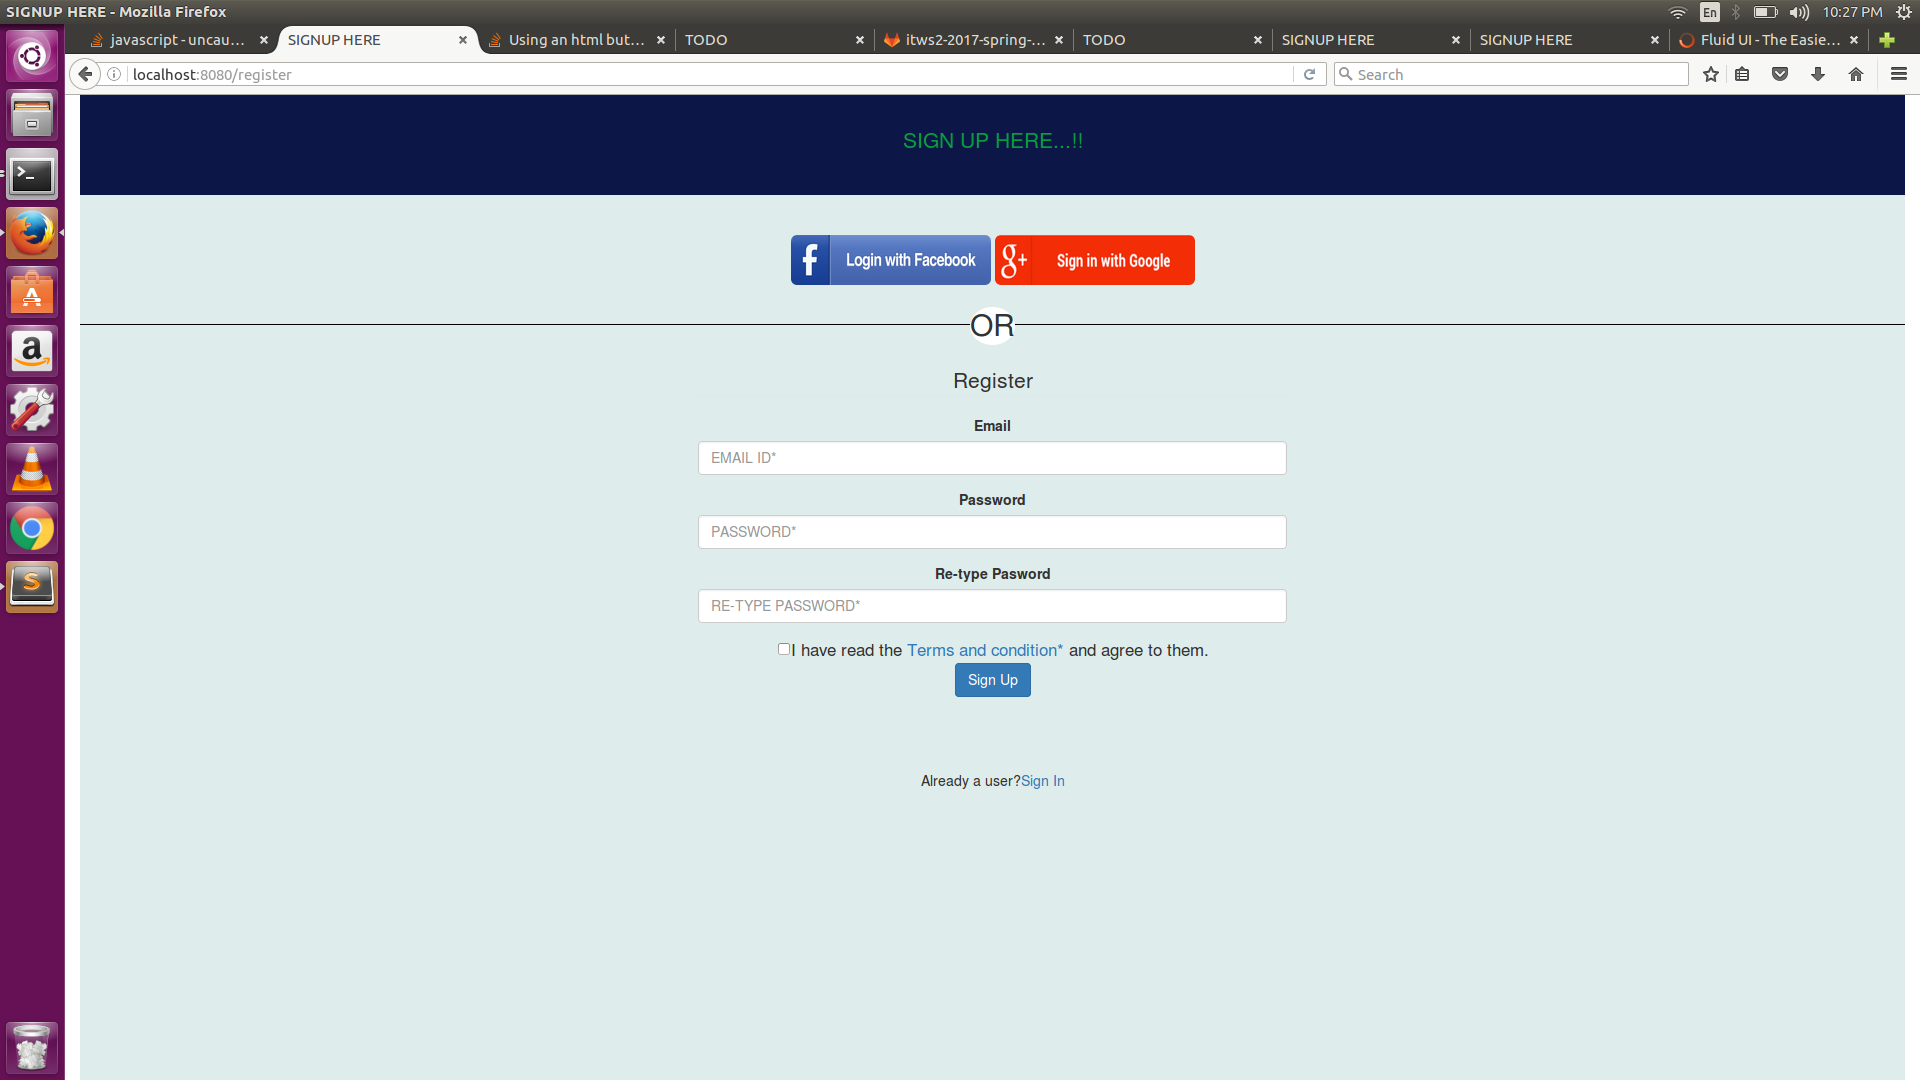 SIGNUP HERE - Mozilla Firefox
En
10:27 PM
javascript - uncau...
SIGNUP HERE
Using an html but...
TODO
itws2-2017-spring-...
TODO
SIGNUP HERE
SIGNUP HERE
Fluid UI - The Easie...
localhost:8080/register
Search
SIGN UP HERE...!!
f
Login with Facebook
g+
Sign in with Google
OR
Register
Email
EMAIL ID*
Password
PASSWORD*
Re-type Pasword
RE-TYPE PASSWORD*
I have read the Terms and condition* and agree to them.
Sign Up
Already a user?Sign In